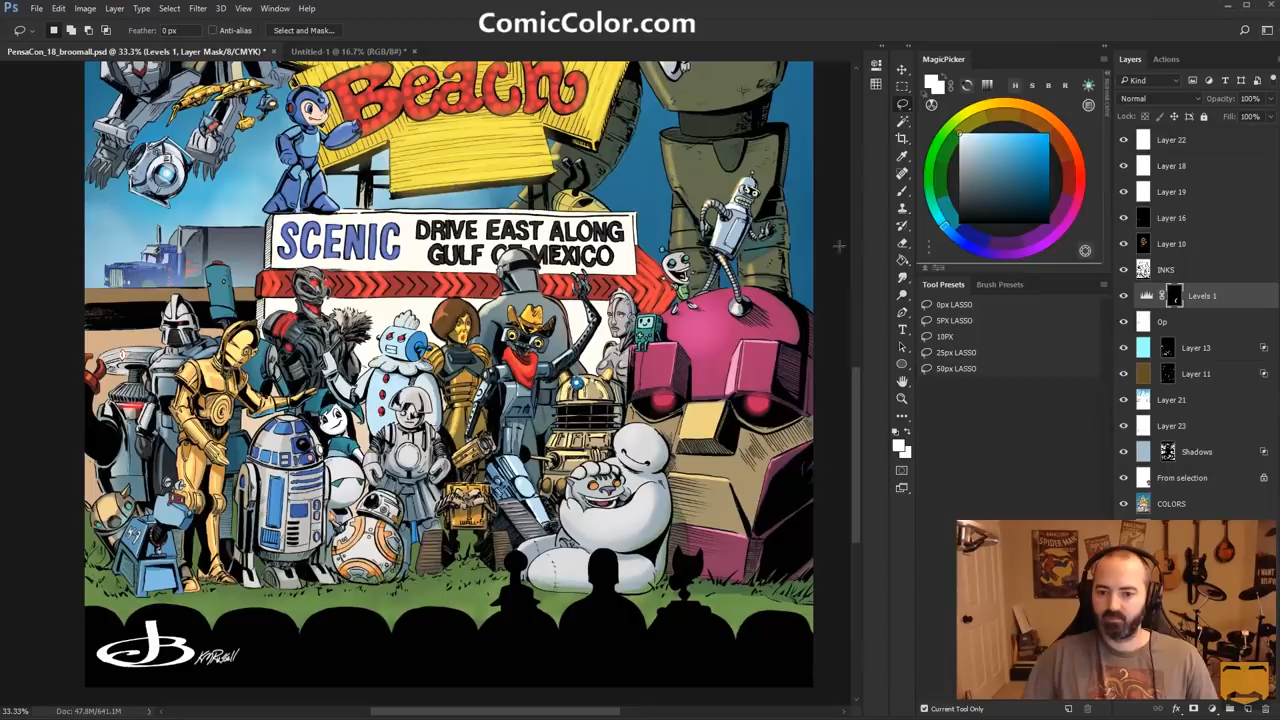 ComicColor.com
Ps File Edit Image Layer Type Select Filter 3D View Window Help
Feather: 0 px Anti-alias Select and Mask...
PensaCon_18_broomall.psd @ 33.3% (Levels 1, Layer Mask/8/CMYK) * × Untitled-1 @ 16.7% (RGB/8#) * ×
MagicPicker
H S B R
Tool Presets Brush Presets
0px LASSO
5PX LASSO
10PX
25px LASSO
50px LASSO
Current Tool Only
Layers Actions
Kind
Normal Opacity: 100%
Lock: Fill: 100%
Layer 22
Layer 18
Layer 19
Layer 16
Layer 10
INKS
Levels 1
Op
Layer 13
Layer 11
Layer 21
Layer 23
Shadows
From selection
COLORS
Beach
SCENIC DRIVE EAST ALONG
GULF OF MEXICO
WALL-E
JB
33.33% Doc: 47.8M/641.1M